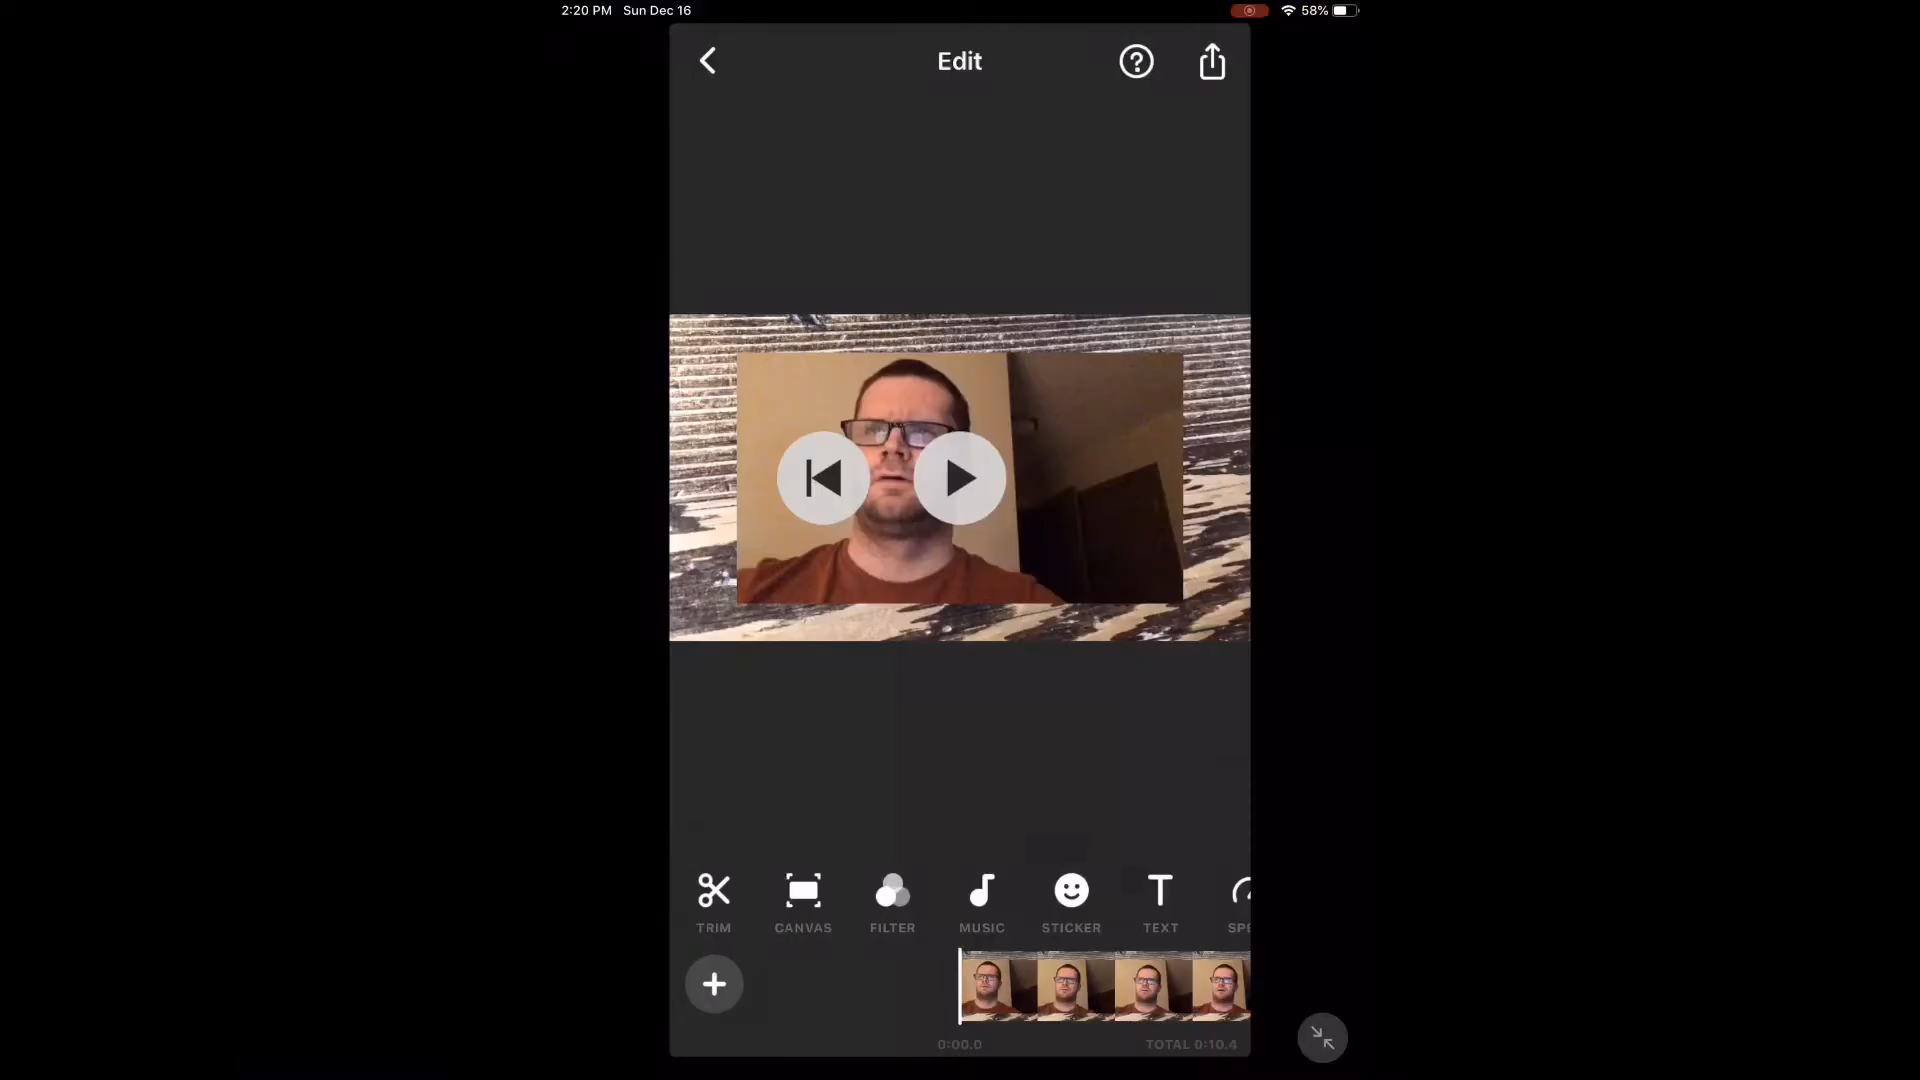 2:20 PM Sun Dec 16
58%
Edit
TRIM
CANVAS
FILTER
MUSIC
STICKER
TEXT
SPE
0:00.0
TOTAL 0:10.4